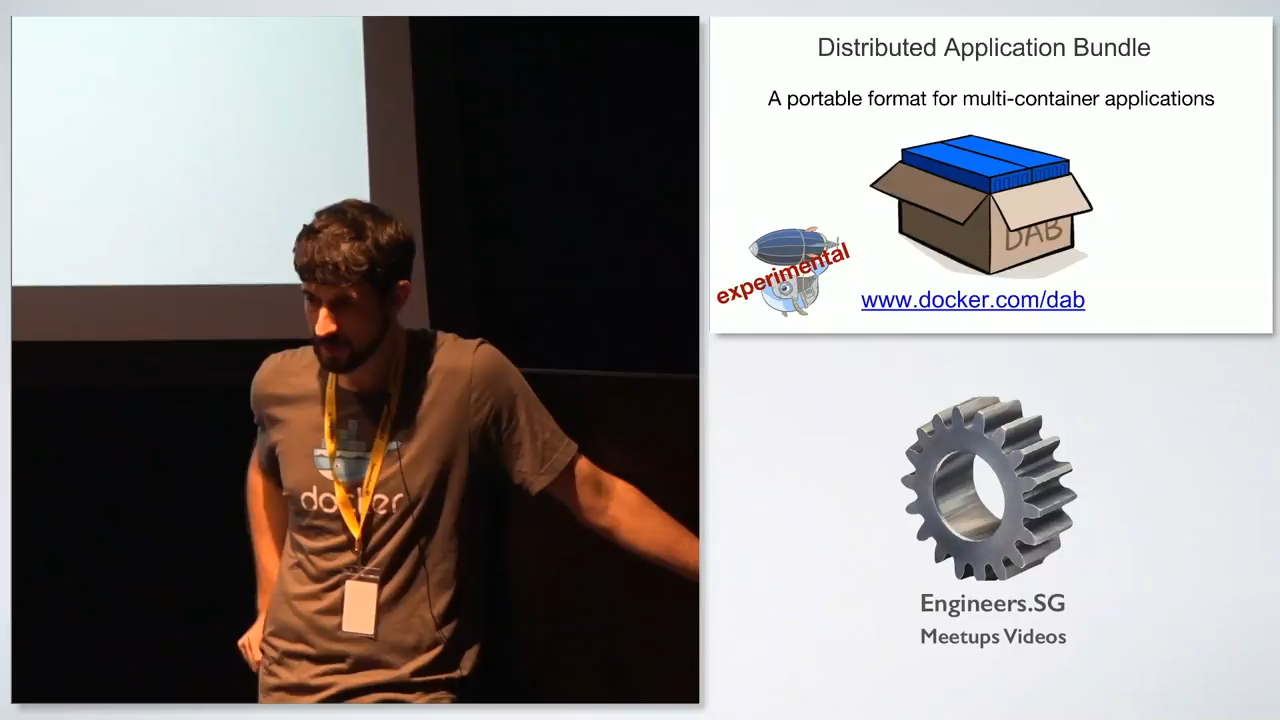 Distributed Application Bundle
A portable format for multi-container applications
DAB
experimental
www.docker.com/dab
docker
Engineers.SG
Meetups Videos